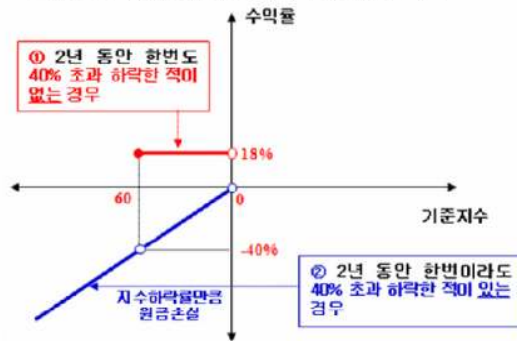 수익률
① 2년 동안 한번도
40% 초과 하락한 적이
없는 경우
18%
60
0
기준지수
-40%
② 2년 동안 한번이라도
40% 초과 하락한 적이 있는
경우
지수하락률만큼
원금손실